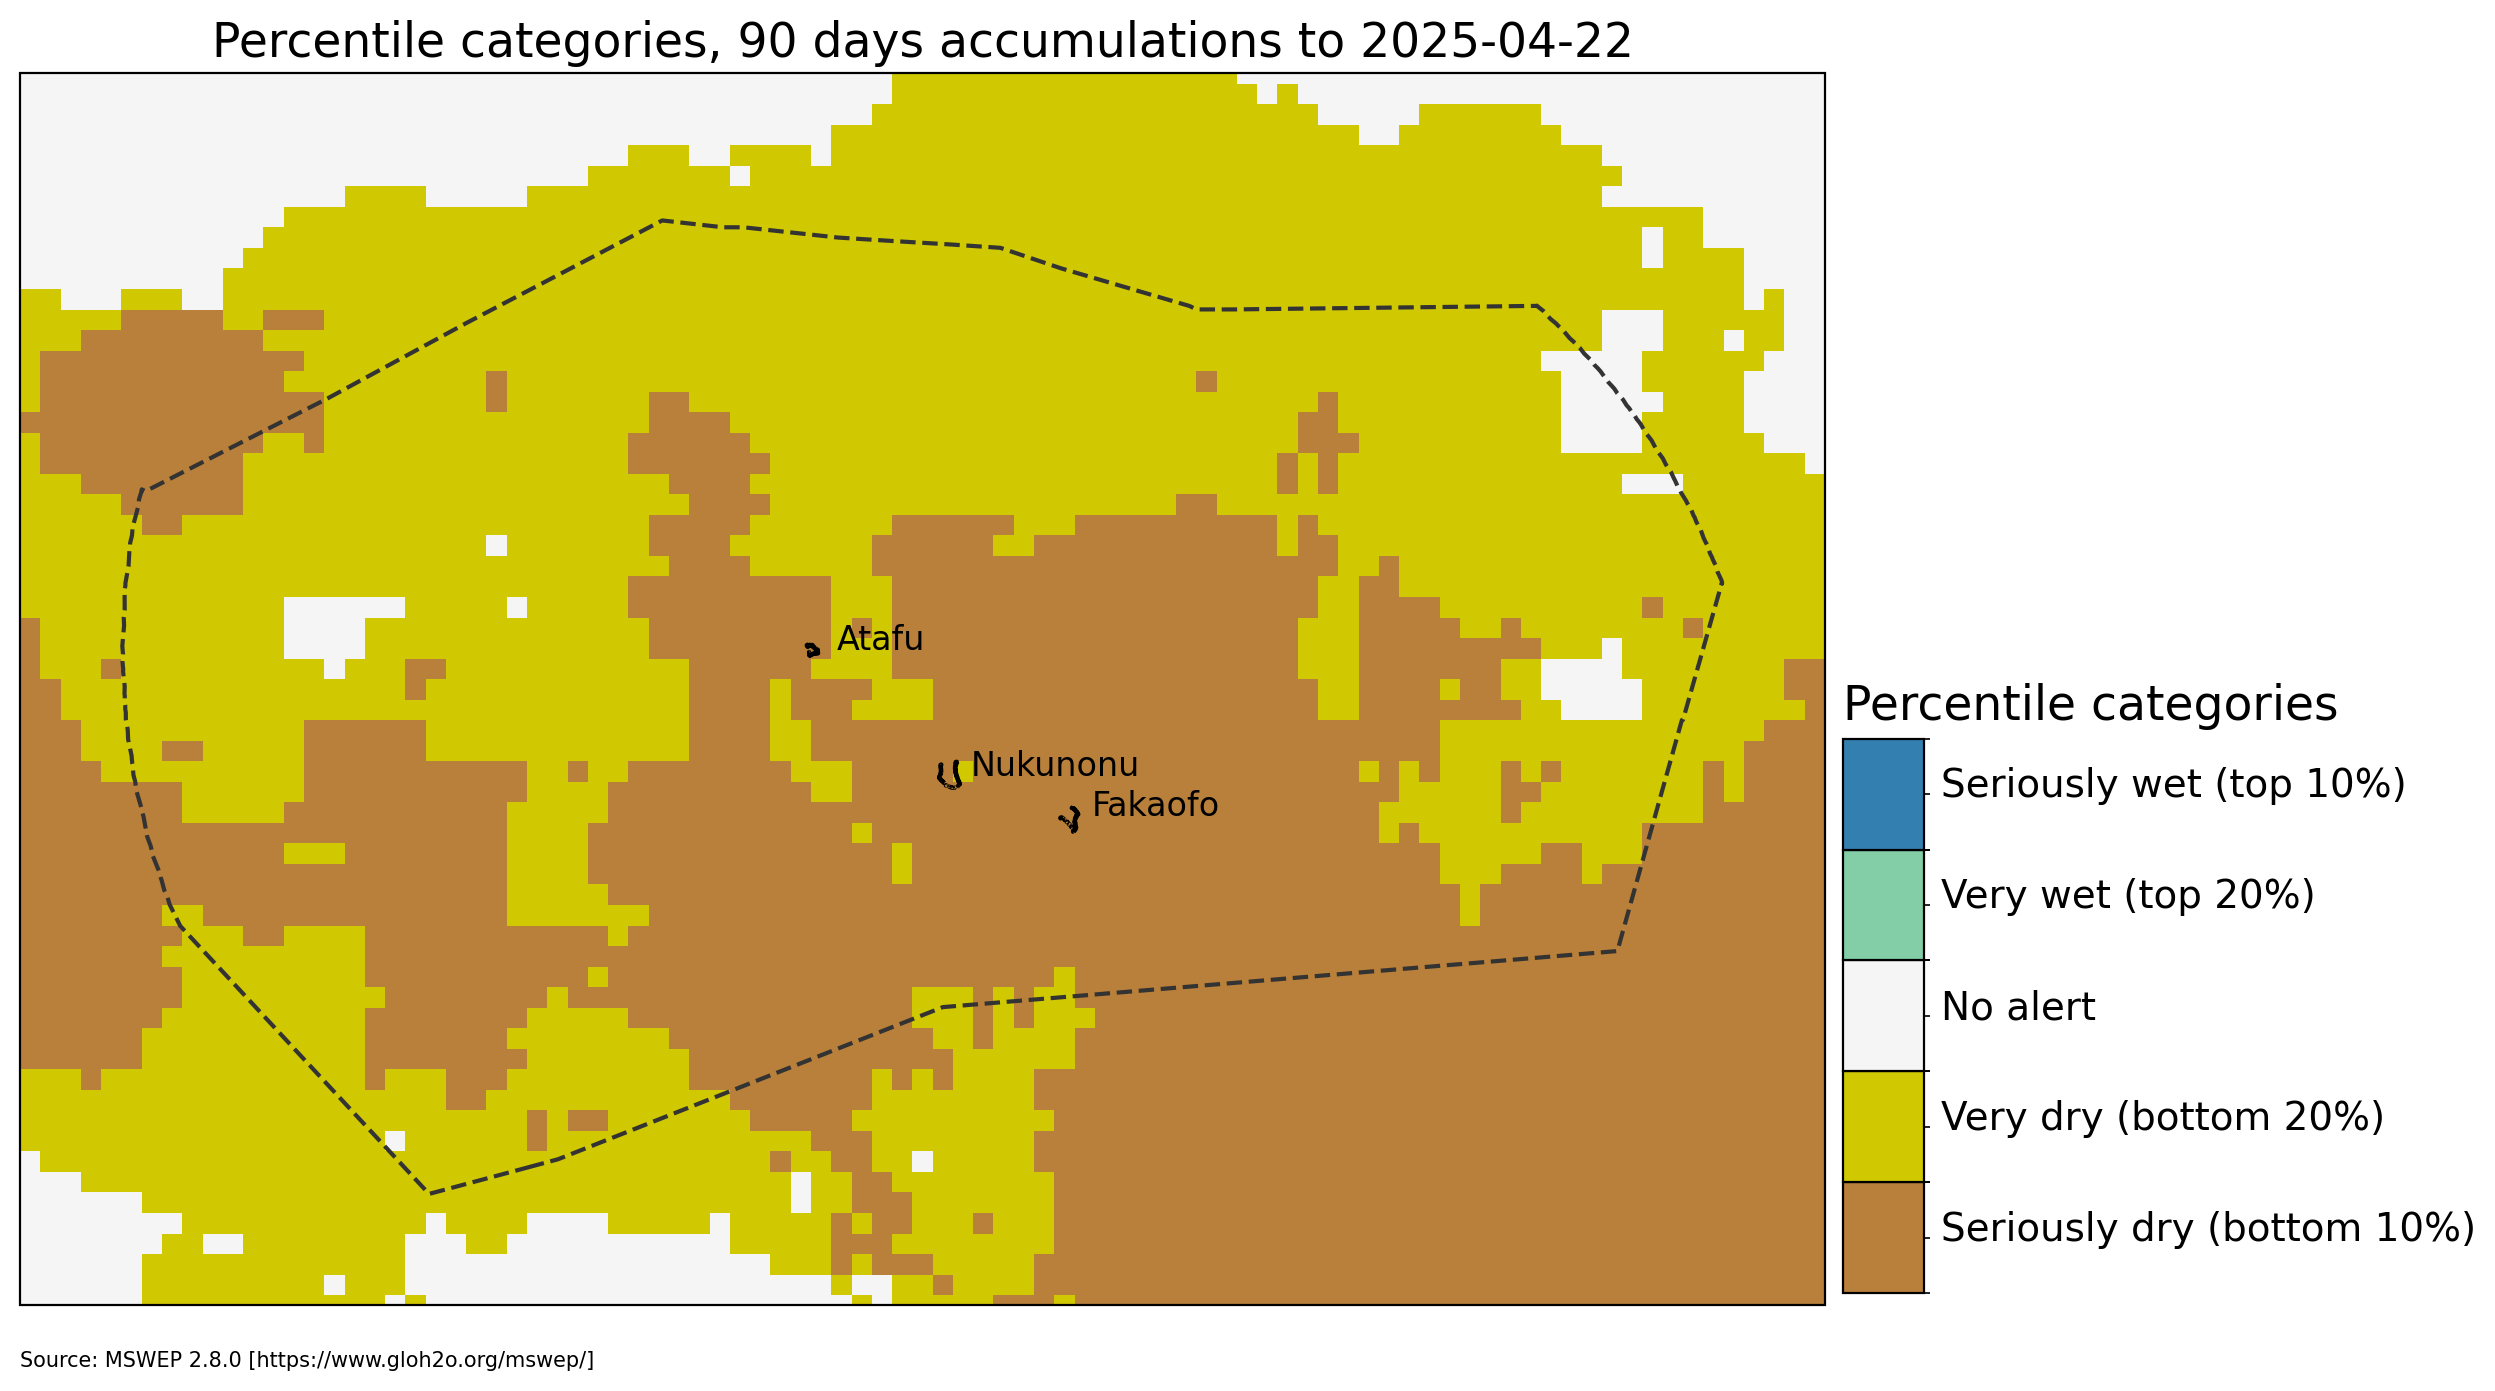 Percentile categories, 90 days accumulations to 2025-04-22
Atafu
Nukunonu
Fakaofo
Percentile categories
Seriously wet (top 10%)
Very wet (top 20%)
No alert
Very dry (bottom 20%)
Seriously dry (bottom 10%)
Source: MSWEP 2.8.0 [https://www.gloh2o.org/mswep/]